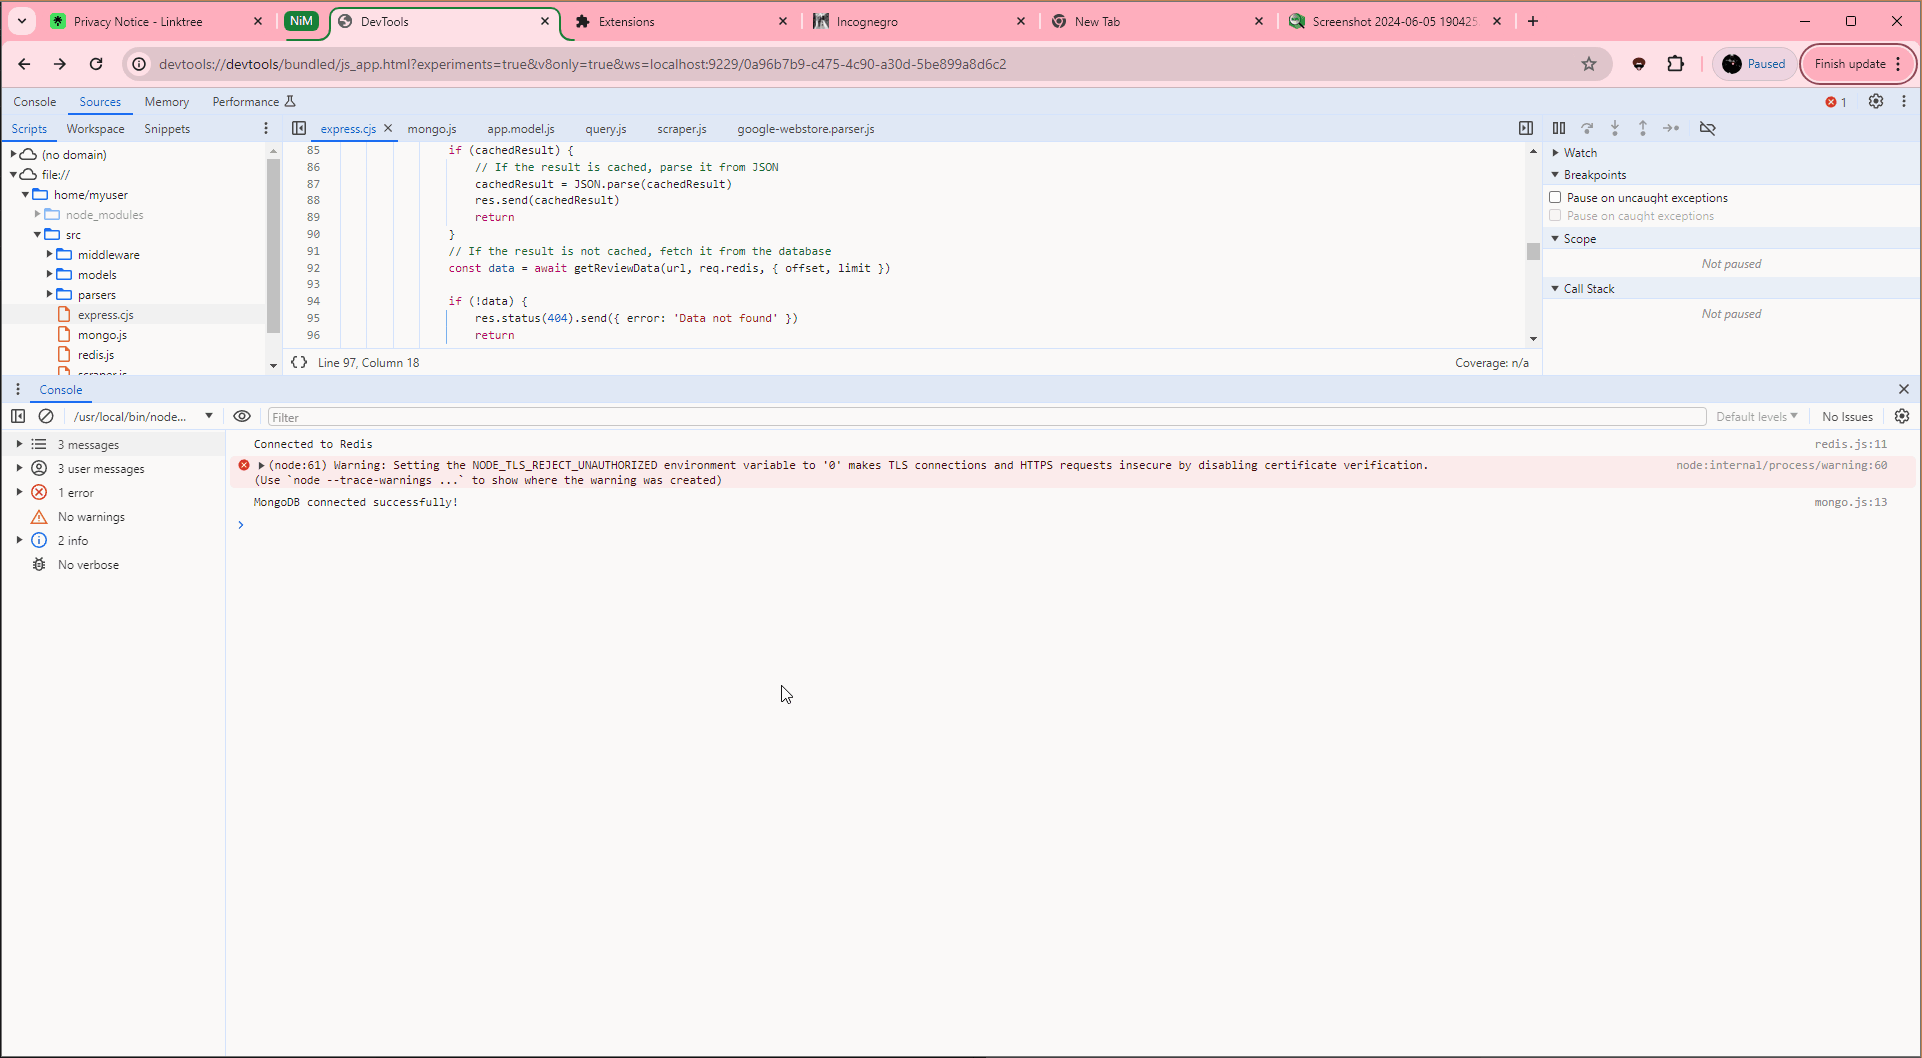 Privacy Notice - Linktree
NiM
DevTools
Extensions
Incognegro
New Tab
Screenshot 2024-06-05 190425
devtools://devtools/bundled/js_app.html?experiments=true&v8only=true&ws=localhost:9229/0a96b7b9-c475-4c90-a30d-5be899a8d6c2
Paused
Finish update
Console Sources Memory Performance
1
Scripts Workspace Snippets
express.cjs mongo.js app.model.js query.js scraper.js google-webstore.parser.js
(no domain)
file://
home/myuser
node_modules
src
middleware
models
parsers
express.cjs
mongo.js
redis.js
scraper.js
85 if (cachedResult) {
86 // If the result is cached, parse it from JSON
87 cachedResult = JSON.parse(cachedResult)
88 res.send(cachedResult)
89 return
90 }
91 // If the result is not cached, fetch it from the database
92 const data = await getReviewData(url, req.redis, { offset, limit })
93
94 if (!data) {
95 res.status(404).send({ error: 'Data not found' })
96 return
{} Line 97, Column 18
Coverage: n/a
Watch
Breakpoints
Pause on uncaught exceptions
Pause on caught exceptions
Scope
Not paused
Call Stack
Not paused
Console
/usr/local/bin/node...
Filter
Default levels
No Issues
3 messages
3 user messages
1 error
No warnings
2 info
No verbose
Connected to Redis redis.js:11
(node:61) Warning: Setting the NODE_TLS_REJECT_UNAUTHORIZED environment variable to '0' makes TLS connections and HTTPS requests insecure by disabling certificate verification. node:internal/process/warning:60
(Use `node --trace-warnings ...` to show where the warning was created)
MongoDB connected successfully! mongo.js:13